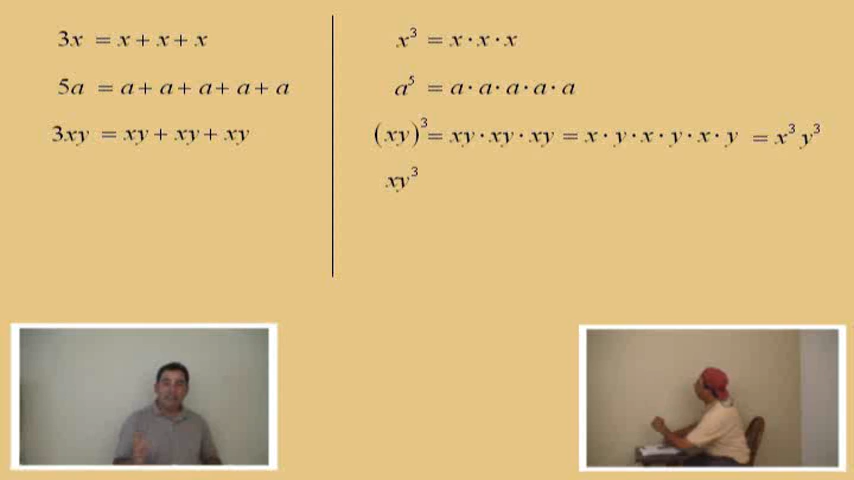 3x = x + x + x
5a = a + a + a + a + a
3xy = xy + xy + xy
x³ = x · x · x
a⁵ = a · a · a · a · a
(xy)³ = xy · xy · xy = x · y · x · y · x · y = x³y³
xy³